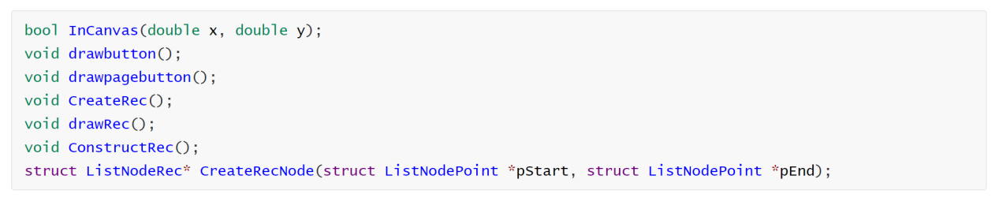 bool InCanvas(double x, double y);
void drawbutton();
void drawpagebutton();
void CreateRec();
void drawRec();
void ConstructRec();
struct ListNodeRec* CreateRecNode(struct ListNodePoint *pStart, struct ListNodePoint *pEnd);